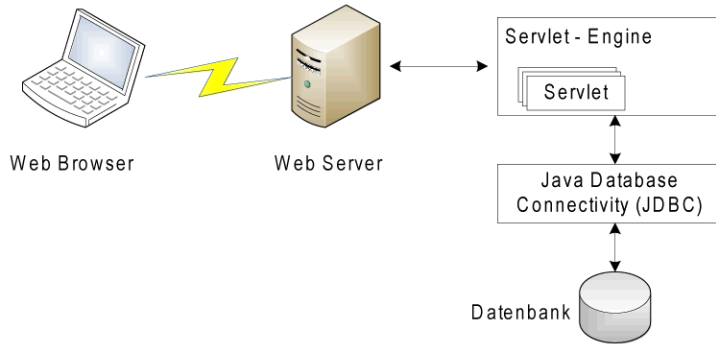 Servlet - Engine
Servlet
Web Browser
Web Server
Java Database
Connectivity (JDBC)
Datenbank